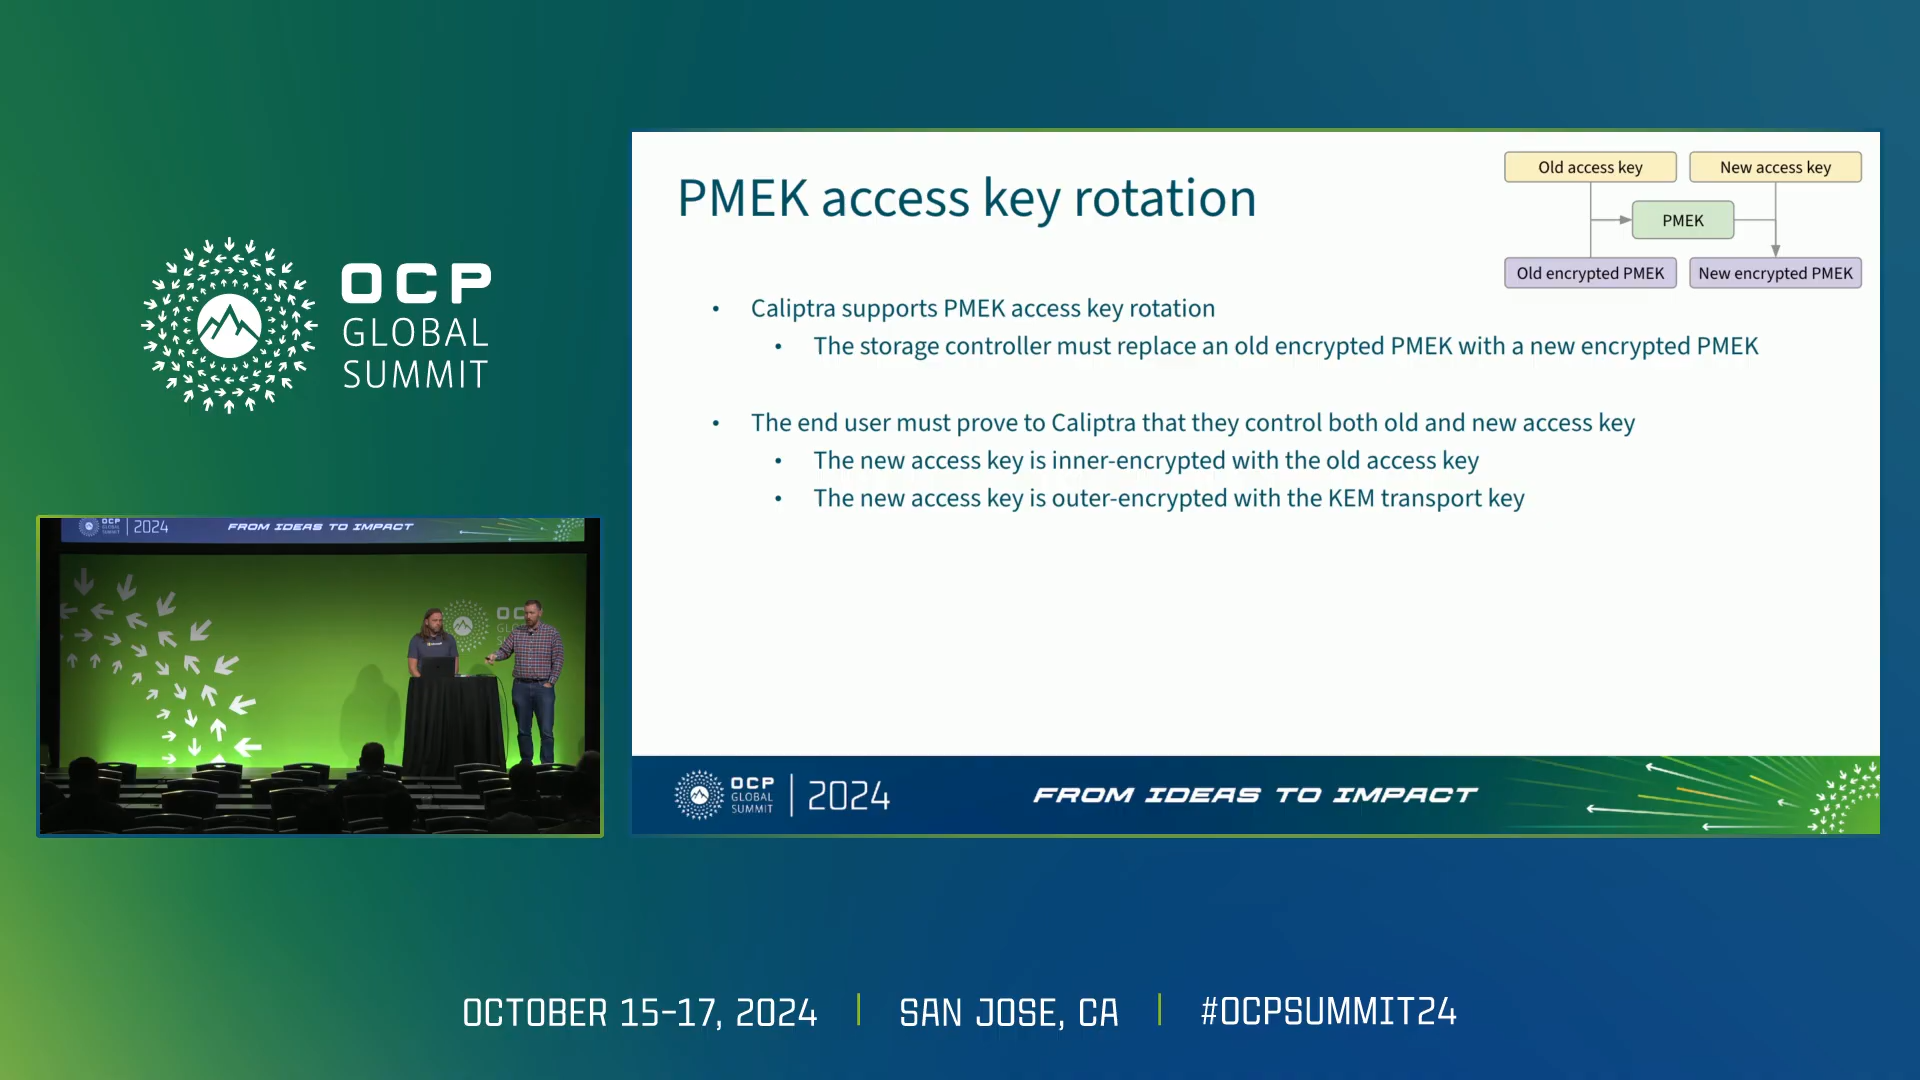 OCP
GLOBAL
SUMMIT
OCP
2024
FROM IDEAS TO IMPACT
PMEK access key rotation
Old access key
New access key
PMEK
Old encrypted PMEK
New encrypted PMEK
• Caliptra supports PMEK access key rotation
• The storage controller must replace an old encrypted PMEK with a new encrypted PMEK
• The end user must prove to Caliptra that they control both old and new access key
• The new access key is inner-encrypted with the old access key
• The new access key is outer-encrypted with the KEM transport key
OCP
GLOBAL
SUMMIT
2024
FROM IDEAS TO IMPACT
OCTOBER 15-17, 2024 | SAN JOSE, CA | #OCPSUMMIT24